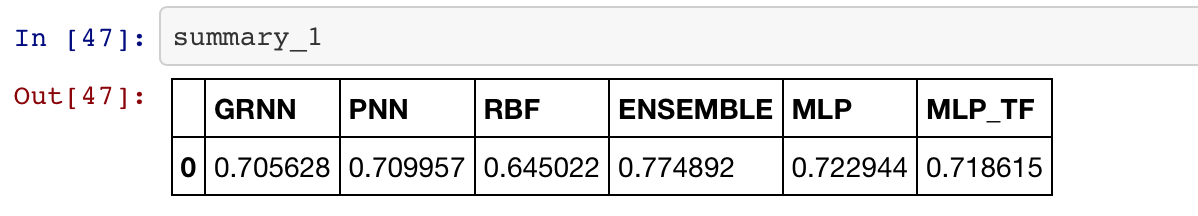 In [47]: summary_1
Out[47]:
GRNN PNN RBF ENSEMBLE MLP MLP_TF
0 0.705628 0.709957 0.645022 0.774892 0.722944 0.718615